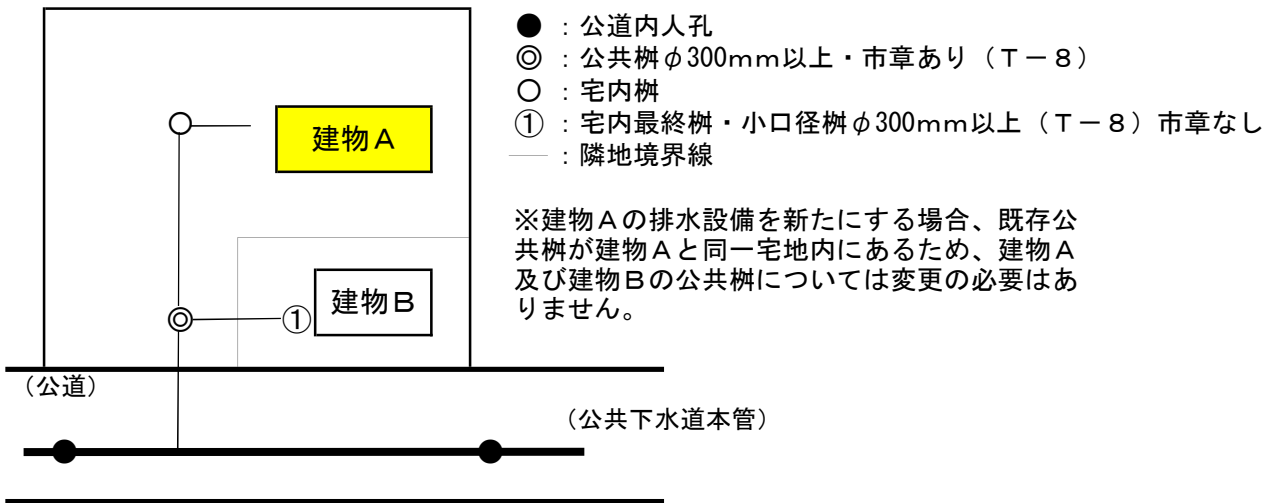 ● ：公道内人孔
◎ ：公共桝φ300ｍｍ以上・市章あり（Ｔ－８）
○ ：宅内桝
① ：宅内最終桝・小口径桝φ300ｍｍ以上（Ｔ－８）市章なし
― ：隣地境界線
建物Ａ
※建物Ａの排水設備を新たにする場合、既存公
共桝が建物Ａと同一宅地内にあるため、建物Ａ
及び建物Ｂの公共桝については変更の必要はあ
りません。
建物Ｂ
①
（公道）
（公共下水道本管）